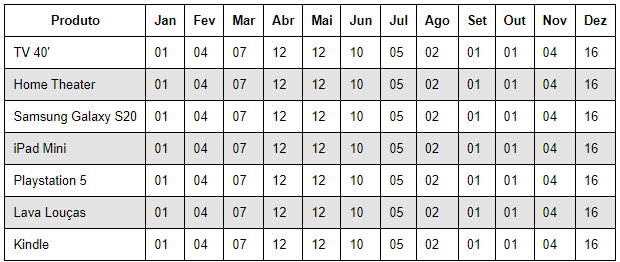 Produto Jan Fev Mar Abr Mai Jun Jul Ago Set Out Nov Dez
TV 40' 01 04 07 12 12 10 05 02 01 01 04 16
Home Theater 01 04 07 12 12 10 05 02 01 01 04 16
Samsung Galaxy S20 01 04 07 12 12 10 05 02 01 01 04 16
iPad Mini 01 04 07 12 12 10 05 02 01 01 04 16
Playstation 5 01 04 07 12 12 10 05 02 01 01 04 16
Lava Louças 01 04 07 12 12 10 05 02 01 01 04 16
Kindle 01 04 07 12 12 10 05 02 01 01 04 16